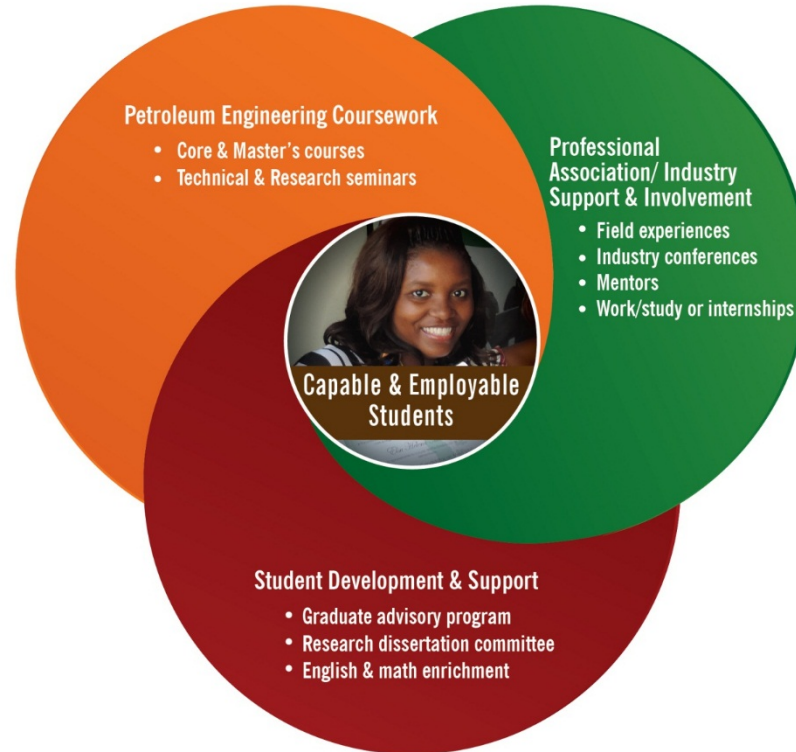 Petroleum Engineering Coursework
• Core & Master's courses
• Technical & Research seminars
Professional
Association/ Industry
Support & Involvement
• Field experiences
• Industry conferences
• Mentors
• Work/study or internships
Capable & Employable
Students
Student Development & Support
• Graduate advisory program
• Research dissertation committee
• English & math enrichment